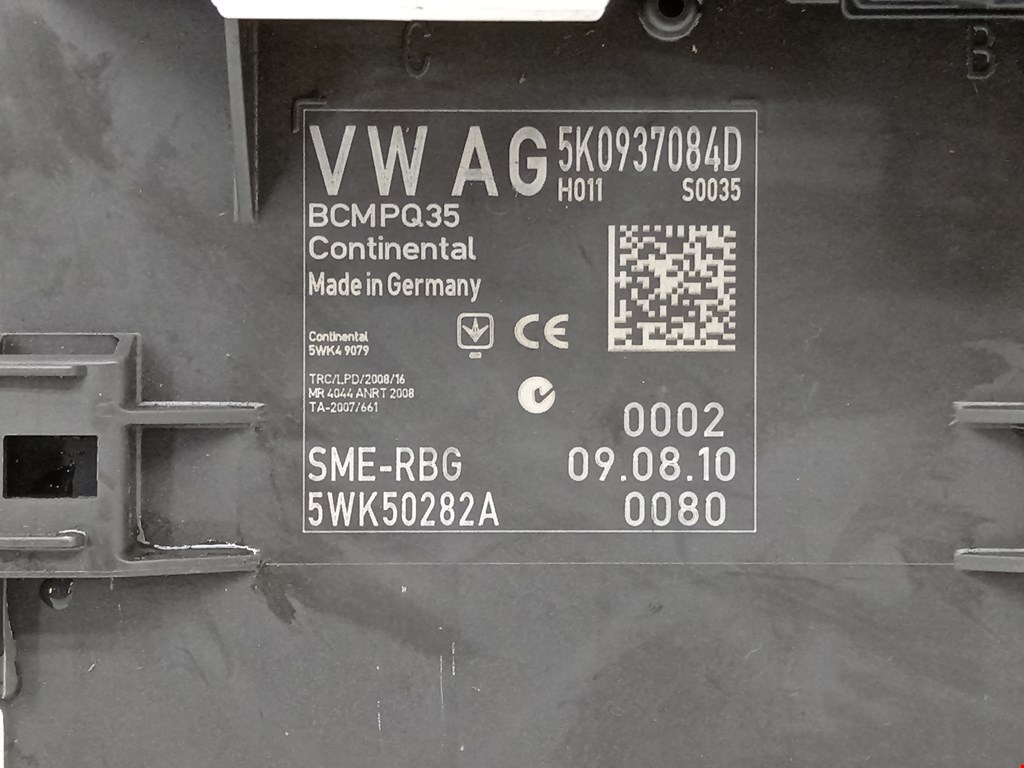 C
B
VW AG 5K0937084D
H011 S0035
BCMPQ35
Continental
Made in Germany
Continental
5WK4 9079
CE
TRC/LPD/2008/16
MR 4044 ANRT 2008
TA-2007/661
0002
SME-RBG 09.08.10
5WK50282A 0080